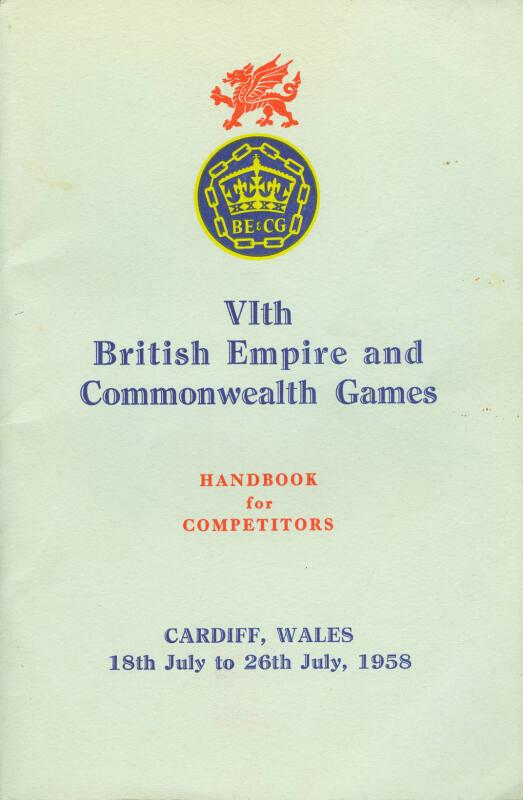 BE&CG
VIth
British Empire and
Commonwealth Games
HANDBOOK
for
COMPETITORS
CARDIFF, WALES
18th July to 26th July, 1958